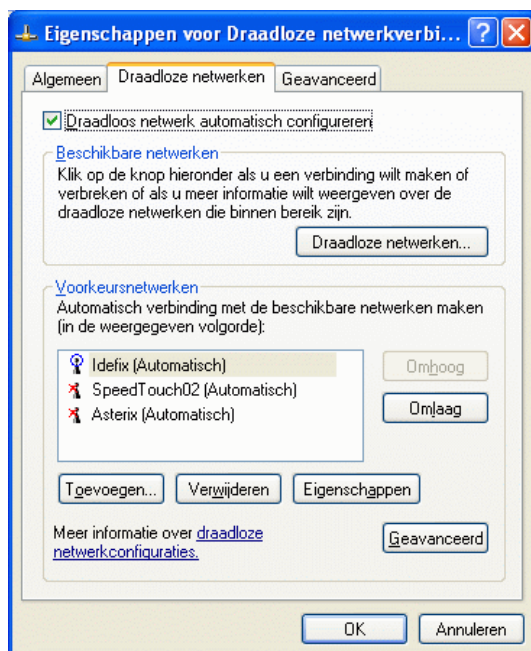 Eigenschappen voor Draadloze netwerkverbi...
Algemeen
Draadloze netwerken
Geavanceerd
Draadloos netwerk automatisch configureren
Beschikbare netwerken
Klik op de knop hieronder als u een verbinding wilt maken of
verbreken of als u meer informatie wilt weergeven over de
draadloze netwerken die binnen bereik zijn.
Draadloze netwerken...
Voorkeursnetwerken
Automatisch verbinding met de beschikbare netwerken maken
(in de weergegeven volgorde):
Idefix (Automatisch)
SpeedTouch02 (Automatisch)
Asterix (Automatisch)
Omhoog
Omlaag
Toevoegen...
Verwijderen
Eigenschappen
Meer informatie over draadloze
netwerkconfiguraties.
Geavanceerd
OK
Annuleren